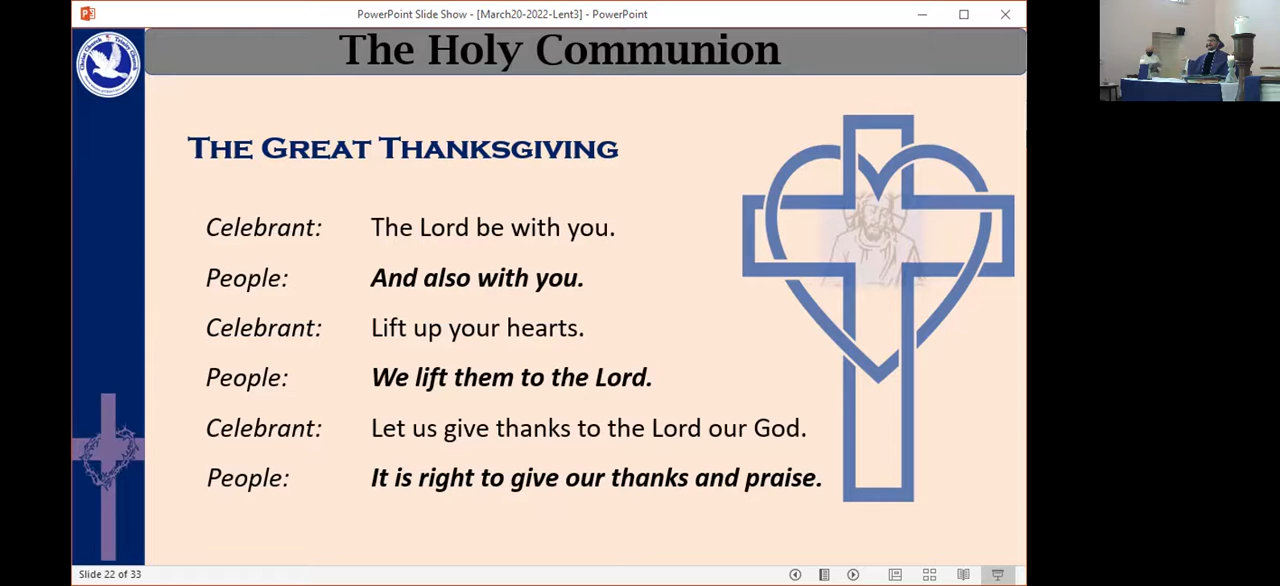 PowerPoint Slide Show - [March20-2022-Lent3] - PowerPoint
The Holy Communion
THE GREAT THANKSGIVING
Celebrant: The Lord be with you.
People: And also with you.
Celebrant: Lift up your hearts.
People: We lift them to the Lord.
Celebrant: Let us give thanks to the Lord our God.
People: It is right to give our thanks and praise.
Slide 22 of 33